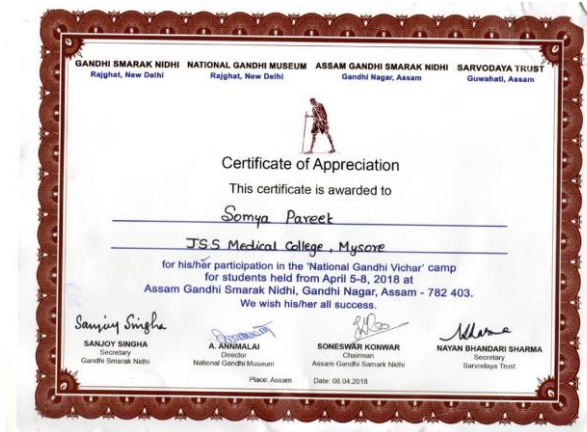 GANDHI SMARAK NIDHI NATIONAL GANDHI MUSEUM ASSAM GANDHI SMARAK NIDHI SARVODAYA TRUST
Rajghat, New Delhi Rajghat, New Delhi Gandhi Nagar, Assam Guwahati, Assam
Certificate of Appreciation
This certificate is awarded to
Somya Pareek
JSS Medical College, Mysore
for his/her participation in the 'National Gandhi Vichar' camp
for students held from April 5-8, 2018 at
Assam Gandhi Smarak Nidhi, Gandhi Nagar, Assam - 782 403.
We wish his/her all success.
Sanjoy Singha
SANJOY SINGHA A. ANNMALAI SONESWAR KONWAR NAYAN BHANDARI SHARMA
Secretary Director Chairman Secretary
Gandhi Smarak Nidhi National Gandhi Museum Assam Gandhi Samark Nidhi Sarvodaya Trust
Place: Assam Date: 08.04.2018